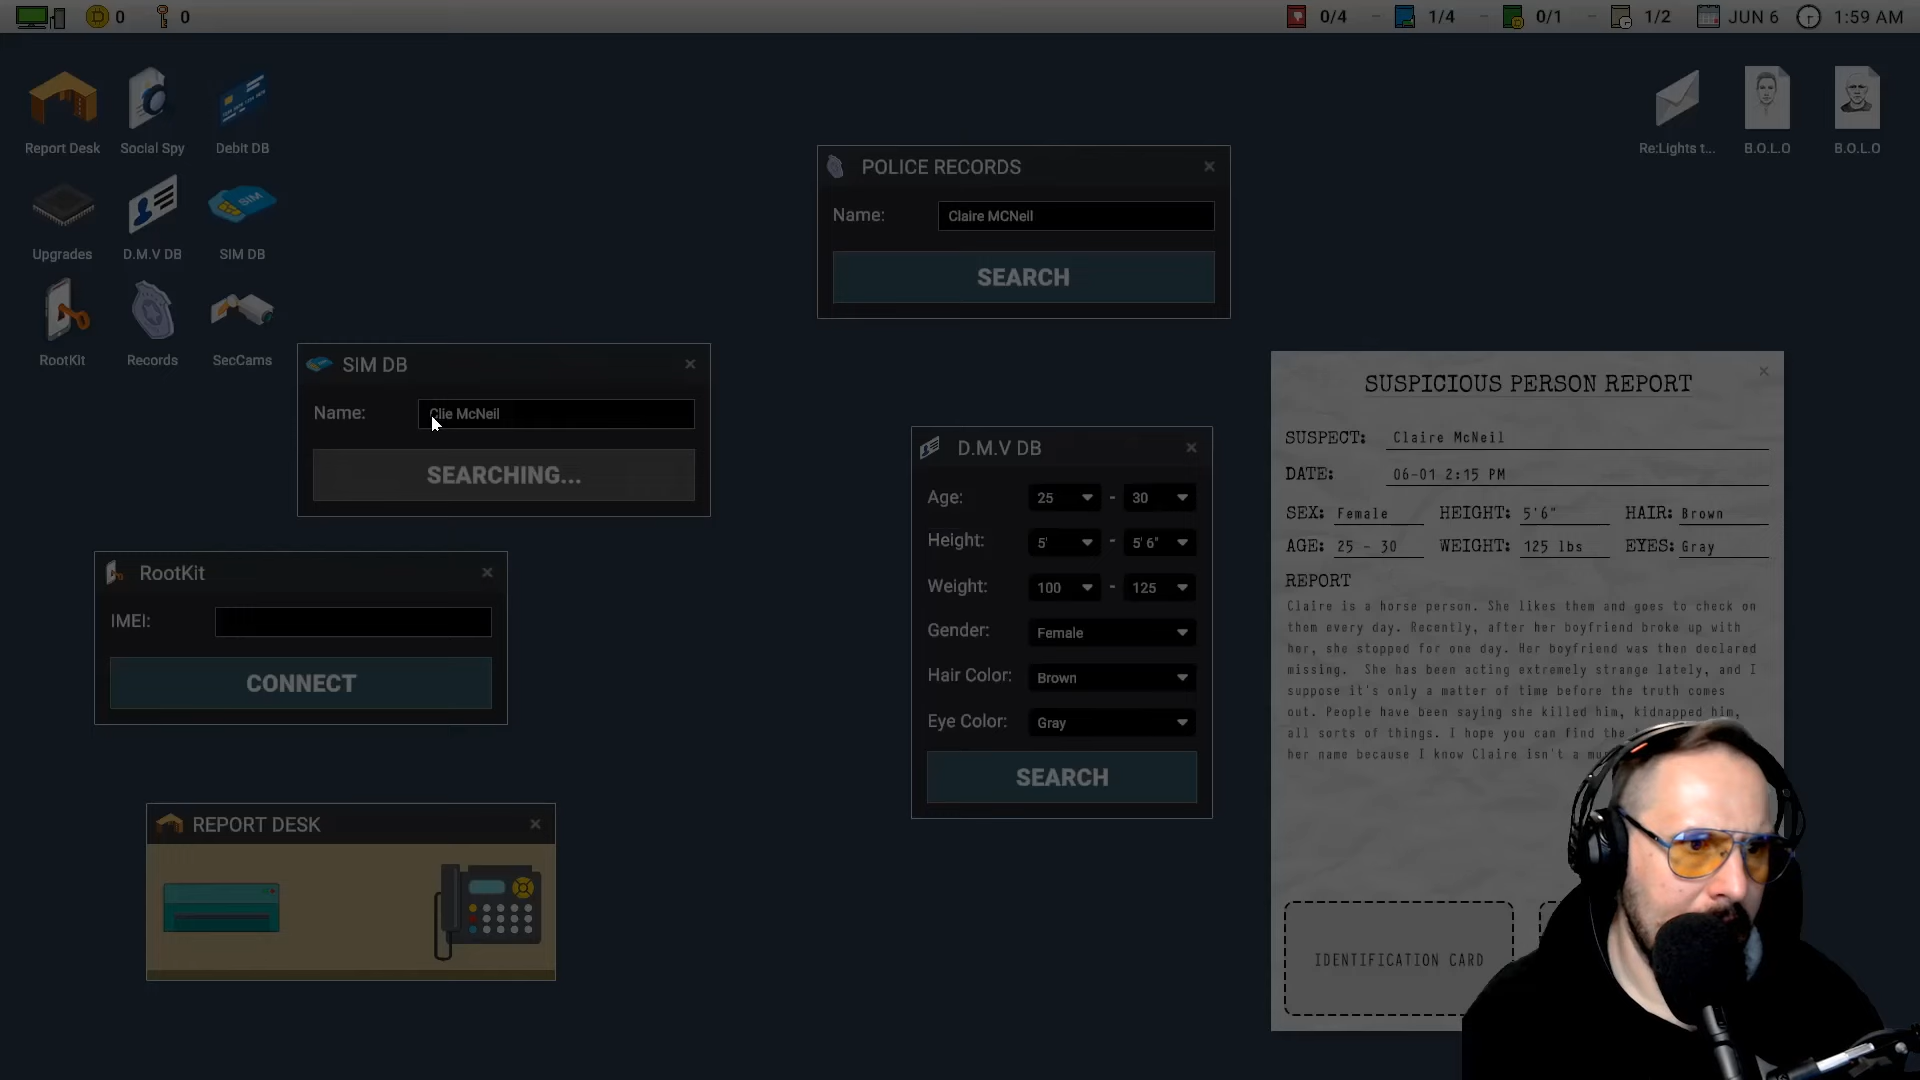 0
0
0/4
1/4
0/1
1/2
JUN 6
1:59 AM
Report Desk
Social Spy
Debit DB
Upgrades
D.M.V DB
SIM DB
RootKit
Records
SecCams
Re:Lights t...
B.O.L.O
B.O.L.O
POLICE RECORDS
Name:
Claire MCNeil
SEARCH
SIM DB
Name:
Clie McNeil
SEARCHING...
RootKit
IMEI:
CONNECT
REPORT DESK
D.M.V DB
Age:
25
-
30
Height:
5'
-
5' 6"
Weight:
100
-
125
Gender:
Female
Hair Color:
Brown
Eye Color:
Gray
SEARCH
SUSPICIOUS PERSON REPORT
SUSPECT: Claire McNeil
DATE: 06-01 2:15 PM
SEX: Female HEIGHT: 5'6" HAIR: Brown
AGE: 25 - 30 WEIGHT: 125 lbs EYES: Gray
REPORT
Claire is a horse person. She likes them and goes to check on
them every day. Recently, after her boyfriend broke up with
her, she stopped for one day. Her boyfriend was then declared
missing. She has been acting extremely strange lately, and I
suppose it's only a matter of time before the truth comes
out. People have been saying she killed him, kidnapped him,
all sorts of things. I hope you can find the
her name because I know Claire isn't a
IDENTIFICATION CARD